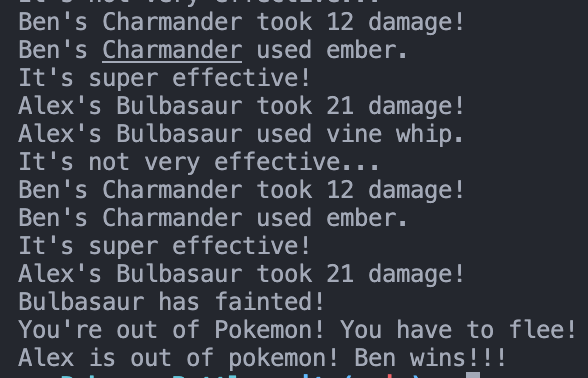 Ben's Charmander took 12 damage!
Ben's Charmander used ember.
It's super effective!
Alex's Bulbasaur took 21 damage!
Alex's Bulbasaur used vine whip.
It's not very effective...
Ben's Charmander took 12 damage!
Ben's Charmander used ember.
It's super effective!
Alex's Bulbasaur took 21 damage!
Bulbasaur has fainted!
You're out of Pokemon! You have to flee!
Alex is out of pokemon! Ben wins!!!